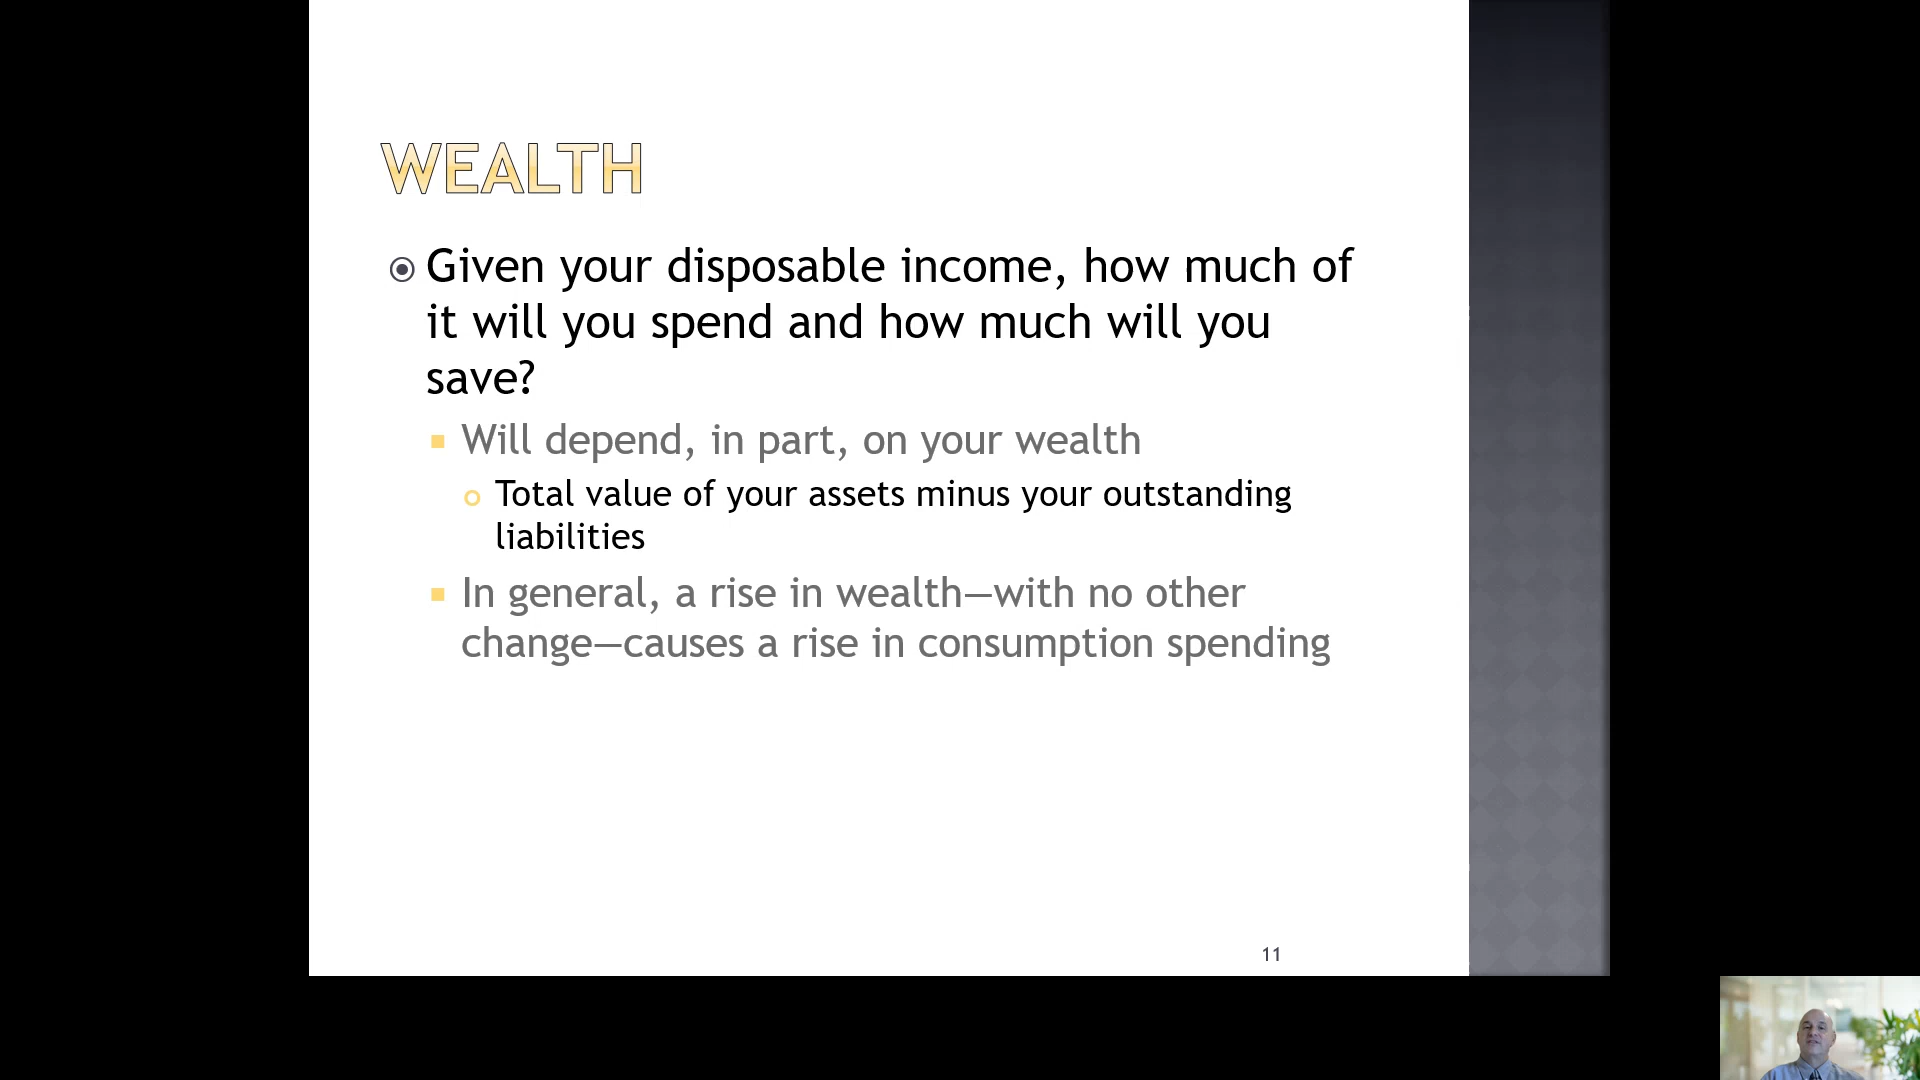 WEALTH
Given your disposable income, how much of
it will you spend and how much will you
save?
Will depend, in part, on your wealth
Total value of your assets minus your outstanding
liabilities
In general, a rise in wealth—with no other
change—causes a rise in consumption spending
11